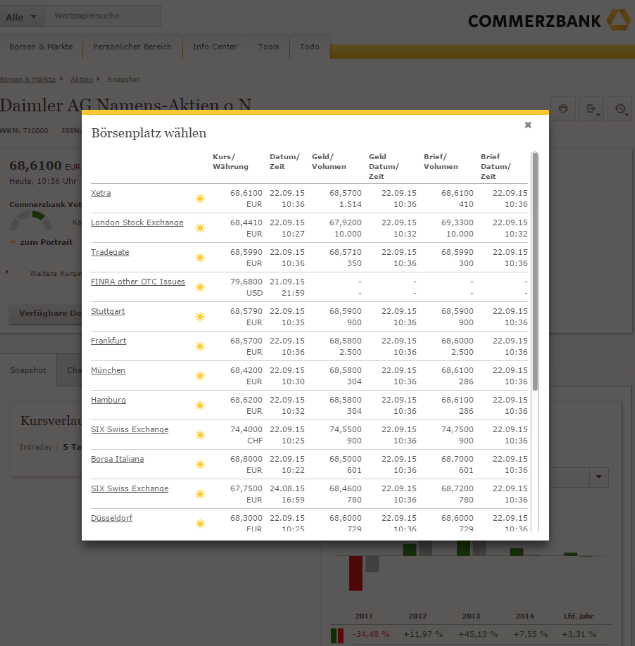 Alle
Wertpapiersuche
COMMERZBANK
Börsen & Märkte
Persönlicher Bereich
Info Center
Tools
Todo
Börsen & Märkte
Aktien
Snapshot
Daimler AG Namens-Aktien o.N.
WKN: 710000
68,6100 EUR
Heute, 10:36 Uhr
Commerzbank
zum Portrait
Weitere
Verfügbare
Snapshot
Intraday
Börsenplatz wählen
Kurs/ Datum/ Geld/ Geld Brief/ Brief
Währung Zeit Volumen Datum/ Volumen Datum/
Zeit Zeit
Xetra 68,6100 22.09.15 68,5700 22.09.15 68,6100 22.09.15
EUR 10:36 1.514 10:36 410 10:36
London Stock Exchange 68,4410 22.09.15 67,9200 22.09.15 69,3300 22.09.15
EUR 10:27 10.000 10:32 10.000 10:32
Tradegate 68,5990 22.09.15 68,5710 22.09.15 68,5990 22.09.15
EUR 10:36 350 10:36 300 10:36
FINRA other OTC Issues 79,6800 21.09.15 - - - -
USD 21:59 - - - -
Stuttgart 68,5790 22.09.15 68,5900 22.09.15 68,5900 22.09.15
EUR 10:35 900 10:36 900 10:36
Frankfurt 68,5700 22.09.15 68,5800 22.09.15 68,6000 22.09.15
EUR 10:36 2.500 10:36 2.500 10:36
München 68,4200 22.09.15 68,5800 22.09.15 68,6100 22.09.15
EUR 10:30 304 10:36 286 10:36
Hamburg 68,6200 22.09.15 68,5800 22.09.15 68,6100 22.09.15
EUR 10:32 304 10:36 286 10:36
SIX Swiss Exchange 74,4000 22.09.15 74,5500 22.09.15 74,7500 22.09.15
CHF 10:25 900 10:36 900 10:36
Borsa Italiana 68,8000 22.09.15 68,5000 22.09.15 68,7000 22.09.15
EUR 10:22 601 10:36 601 10:36
SIX Swiss Exchange 67,7500 24.08.15 68,4600 22.09.15 68,7200 22.09.15
EUR 16:59 780 10:36 780 10:36
Düsseldorf 68,3000 22.09.15 68,6000 22.09.15 68,6000 22.09.15
EUR 10:25 729 10:36 729 10:36
2011 2012 2013 2014 Lfd. Jahr
-34,48 % +11,97 % +45,13 % +7,55 % +3,31 %